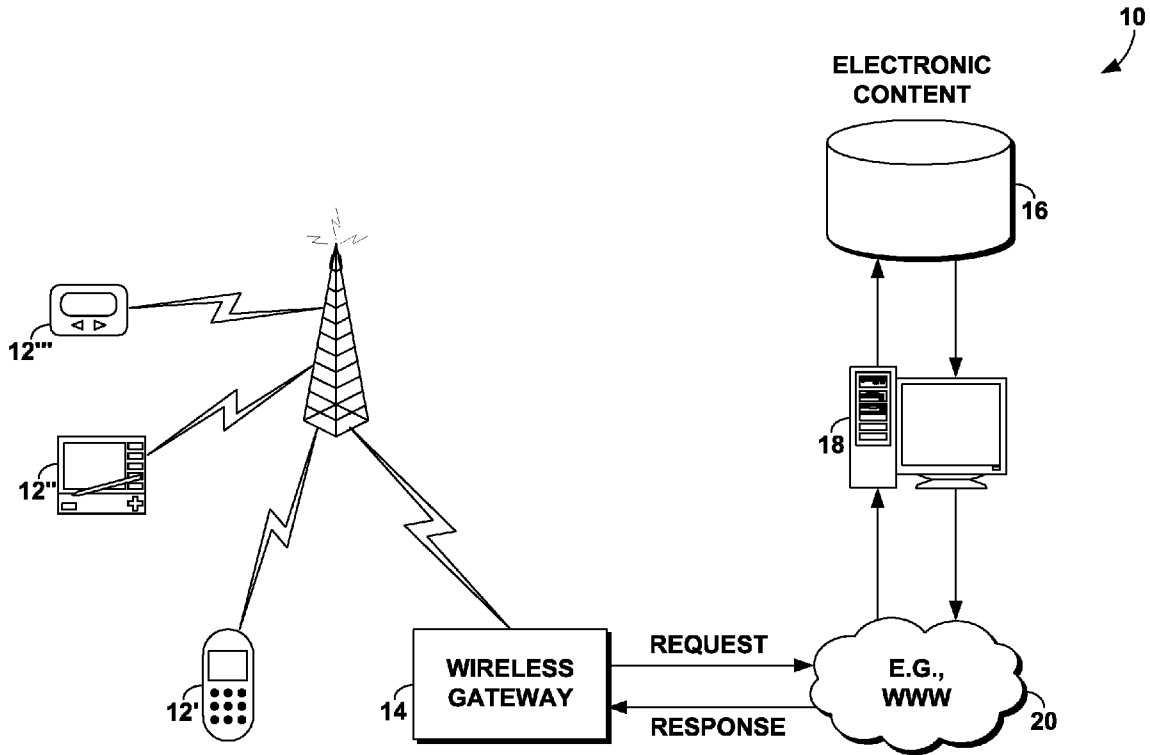 10
ELECTRONIC
CONTENT
16
12'''
18
12''
REQUEST
WIRELESS
GATEWAY
E.G.,
WWW
12'
14
RESPONSE
20